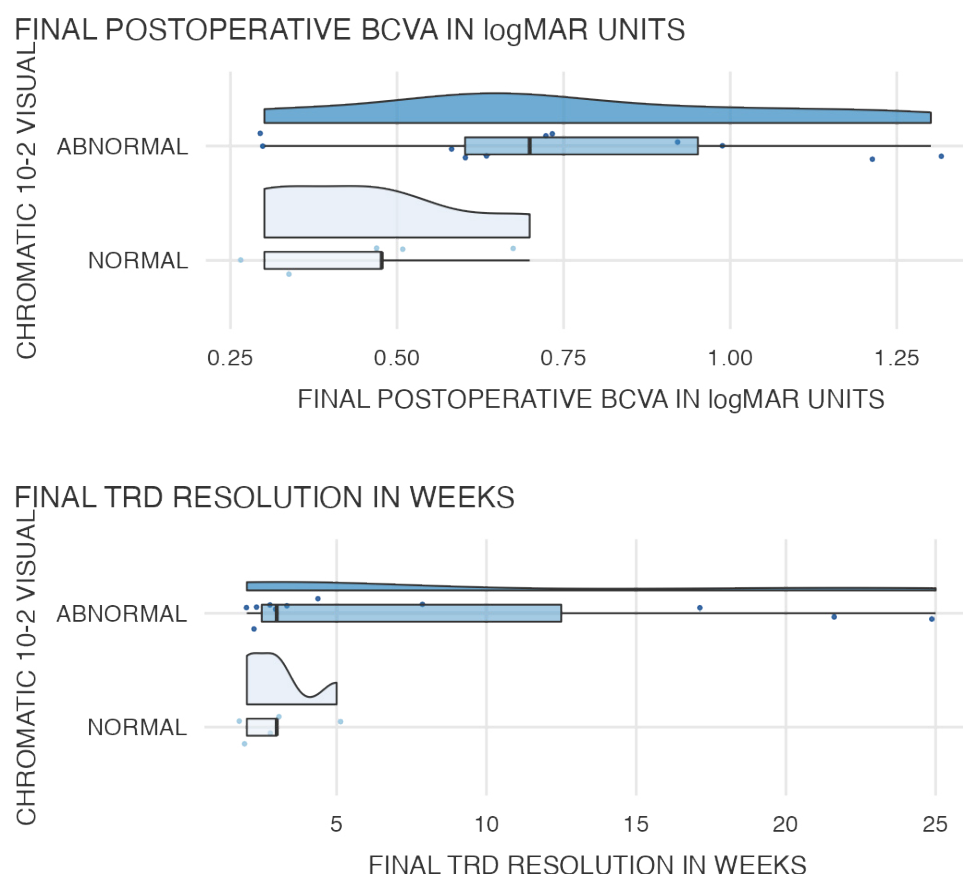 FINAL POSTOPERATIVE BCVA IN logMAR UNITS
CHROMATIC 10-2 VISUAL
ABNORMAL
NORMAL
0.25 0.50 0.75 1.00 1.25
FINAL POSTOPERATIVE BCVA IN logMAR UNITS
FINAL TRD RESOLUTION IN WEEKS
CHROMATIC 10-2 VISUAL
ABNORMAL
NORMAL
5 10 15 20 25
FINAL TRD RESOLUTION IN WEEKS